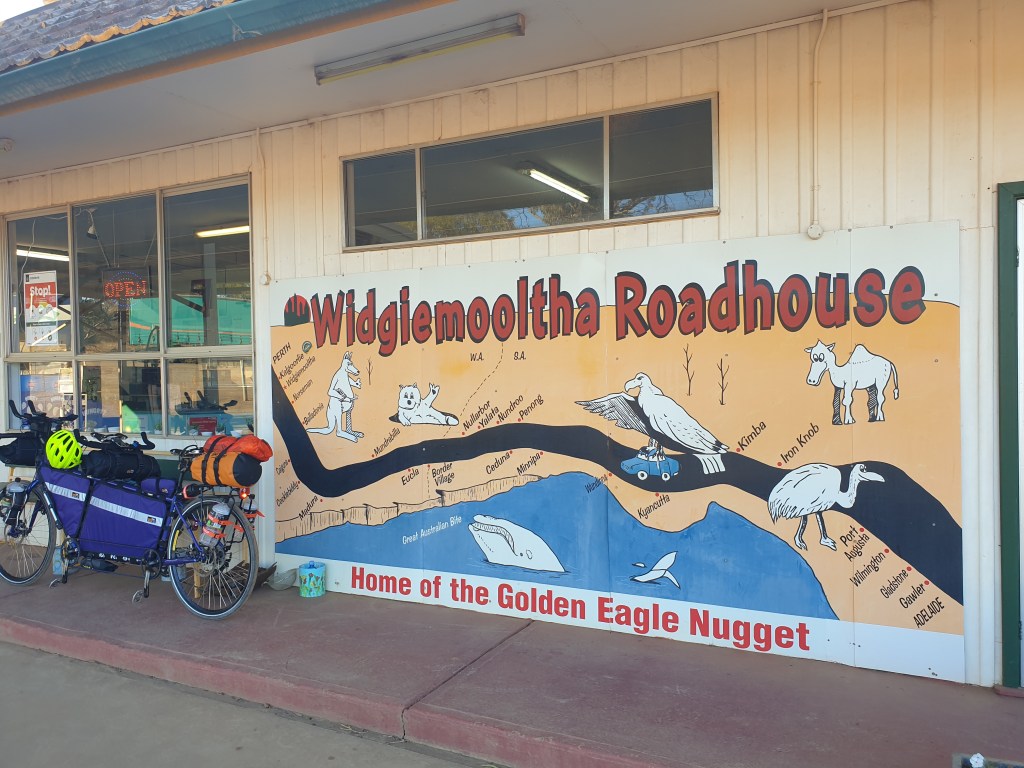 Widgiemooltha Roadhouse
Stop!
OPEN
W.A. S.A.
PERTH
Kalgoorlie
Widgiemooltha
Norseman
Balladonia
Caiguna
Cocklebiddy
Madura
Mundrabilla
Eucla
Border
Village
Nullarbor
Yalata
Nundroo
Penong
Ceduna
Minnipa
Wudinna
Kyancutta
Kimba
Iron Knob
Port
Augusta
Wilmington
Gladstone
Gawler
ADELAIDE
Great Australian Bite
Home of the Golden Eagle Nugget